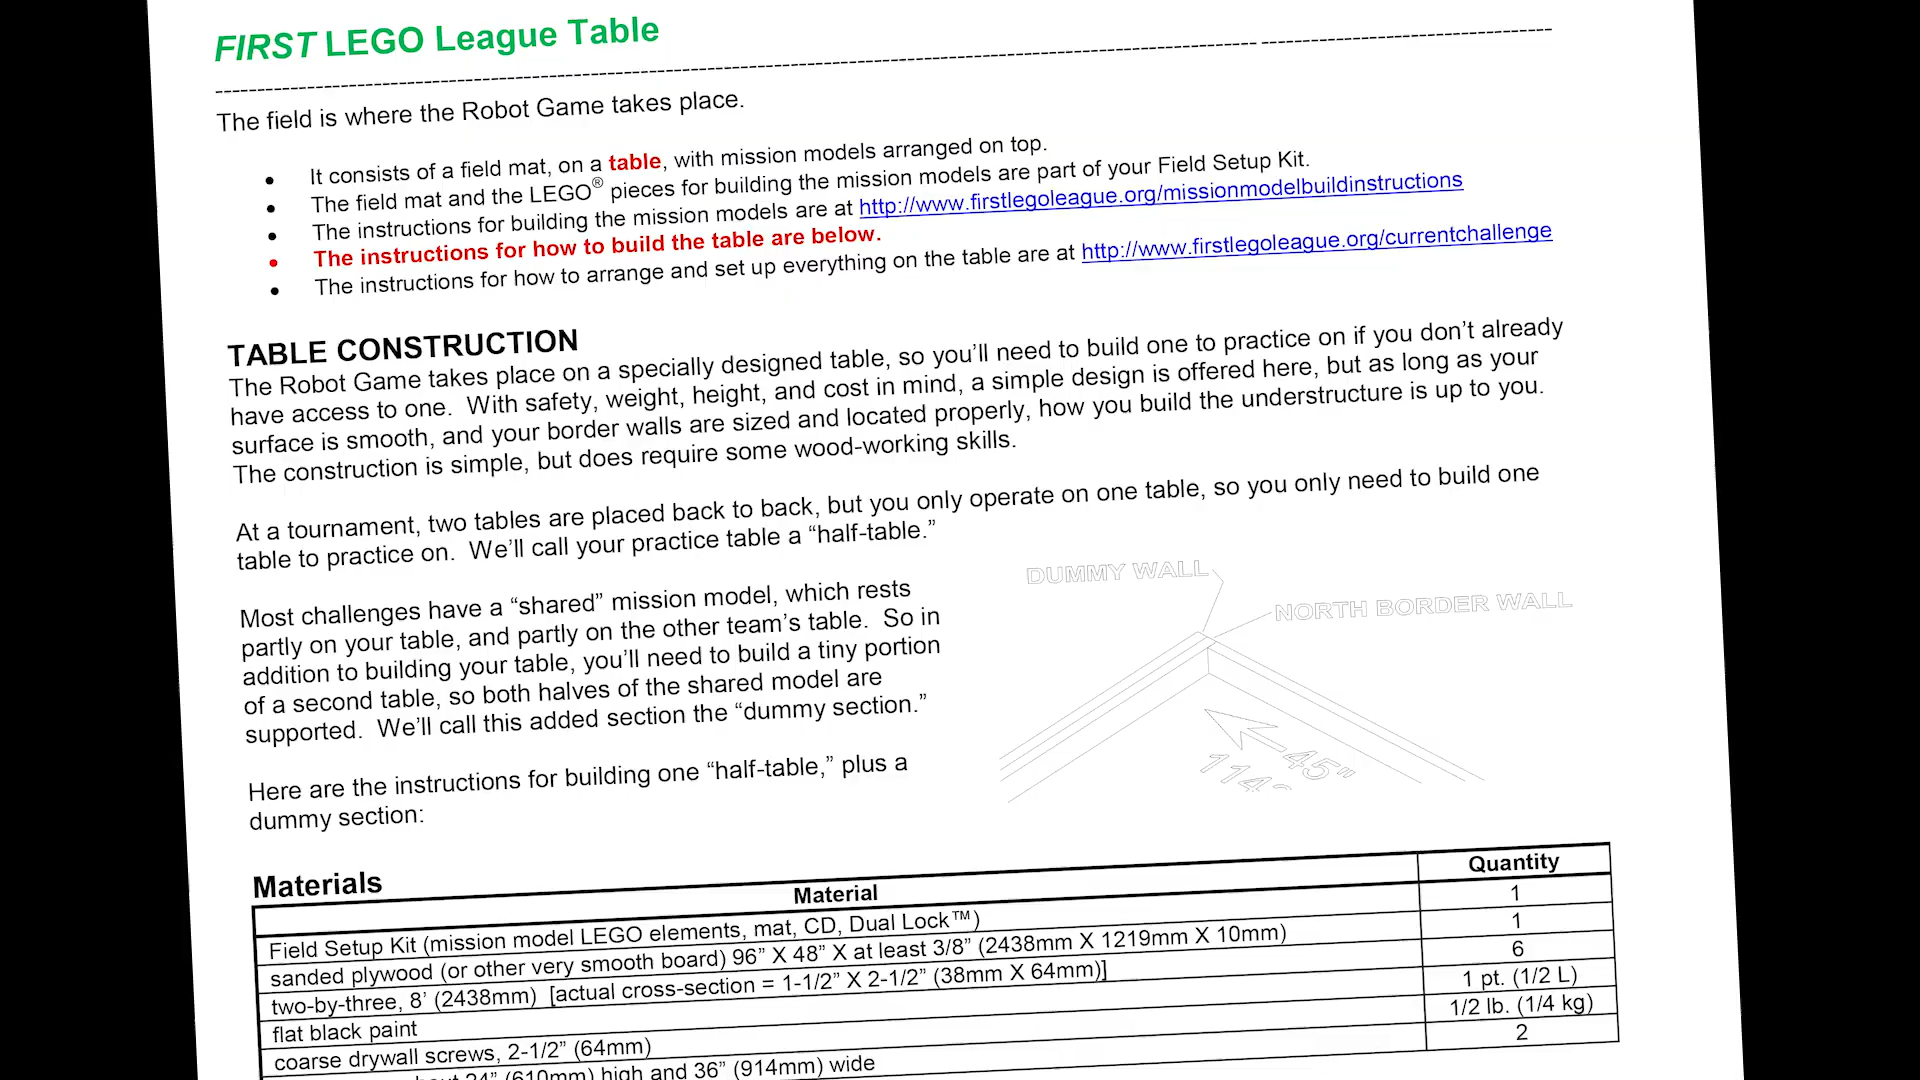 FIRST LEGO League Table
The field is where the Robot Game takes place.
• It consists of a field mat, on a table, with mission models arranged on top.
• The field mat and the LEGO® pieces for building the mission models are part of your Field Setup Kit.
• The instructions for building the mission models are at http://www.firstlegoleague.org/missionmodelbuildinstructions
• The instructions for how to build the table are below.
• The instructions for how to arrange and set up everything on the table are at http://www.firstlegoleague.org/currentchallenge
TABLE CONSTRUCTION
The Robot Game takes place on a specially designed table, so you’ll need to build one to practice on if you don’t already
have access to one.  With safety, weight, height, and cost in mind, a simple design is offered here, but as long as your
surface is smooth, and your border walls are sized and located properly, how you build the understructure is up to you.
The construction is simple, but does require some wood-working skills.
At a tournament, two tables are placed back to back, but you only operate on one table, so you only need to build one
table to practice on.  We’ll call your practice table a “half-table.”
Most challenges have a “shared” mission model, which rests
partly on your table, and partly on the other team’s table.  So in
addition to building your table, you’ll need to build a tiny portion
of a second table, so both halves of the shared model are
supported.  We’ll call this added section the “dummy section.”
Here are the instructions for building one “half-table,” plus a
dummy section:
DUMMY WALL
NORTH BORDER WALL
45"
Materials
Material Quantity
Field Setup Kit (mission model LEGO elements, mat, CD, Dual Lock™) 1
sanded plywood (or other very smooth board) 96” X 48” X at least 3/8” (2438mm X 1219mm X 10mm) 1
two-by-three, 8’ (2438mm)  [actual cross-section = 1-1/2” X 2-1/2” (38mm X 64mm)] 6
flat black paint 1 pt. (1/2 L)
coarse drywall screws, 2-1/2” (64mm) 1/2 lb. (1/4 kg)
24” (610mm) high and 36” (914mm) wide 2